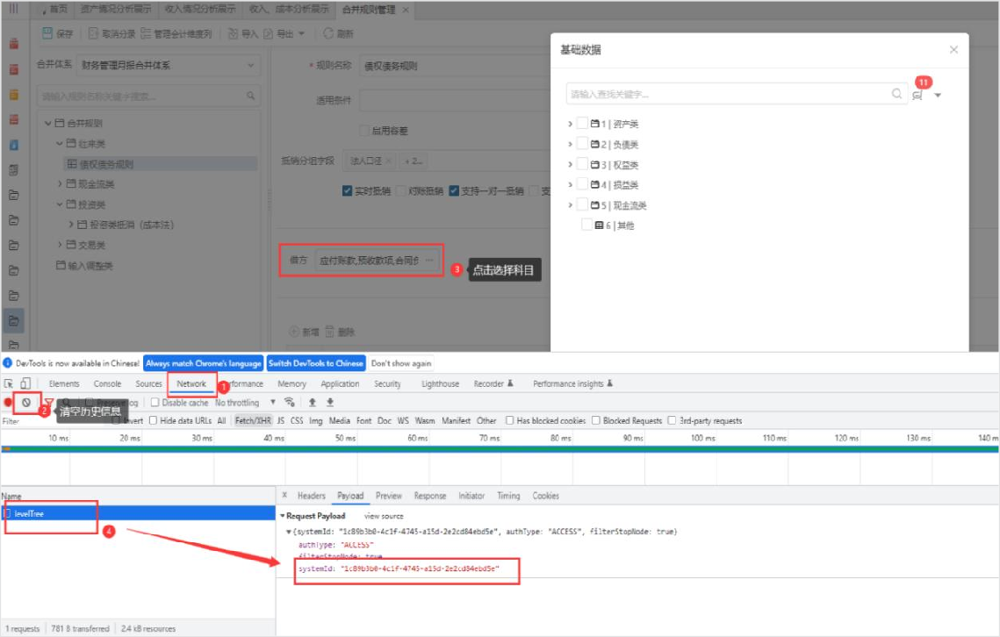 首页 资产情况分析展示 收入情况分析展示 收入、成本分析展示 合并规则管理 ×
保存 取消分录 管理会计维度列 导入 导出 刷新
合并体系 财务管理月报合并体系
请输入规则名称关键字搜索...
合并规则
往来类
债权债务规则
现金流类
投资类
投资类抵消（成本法）
交易类
输入调整类
* 规则名称 债权债务规则
适用条件
启用容差
抵销分组字段 法人口径 × + 2...
实时抵销 对账抵销 支持一对一抵销 支
借方 应付账款,预收款项,合同负 ...
3 点击选择科目
新增 删除
基础数据 ×
请输入查找关键字...
11
1 | 资产类
2 | 负债类
3 | 权益类
4 | 损益类
5 | 现金流类
6 | 其他
DevTools is now available in Chinese! Always match Chrome's language Switch DevTools to Chinese Don't show again
Elements Console Sources Network 1 Performance Memory Application Security Lighthouse Recorder Performance insights
2 清空历史信息 Preserve log Disable cache No throttling
Filter Invert Hide data URLs All Fetch/XHR JS CSS Img Media Font Doc WS Wasm Manifest Other Has blocked cookies Blocked Requests 3rd-party requests
10 ms 20 ms 30 ms 40 ms 50 ms 60 ms 70 ms 80 ms 90 ms 100 ms 110 ms 120 ms 130 ms 140 m
Name
levelTree
4
× Headers Payload Preview Response Initiator Timing Cookies
Request Payload view source
{systemId: "1c89b3b0-4c1f-4745-a15d-2e2cd84ebd5e", authType: "ACCESS", filterStopNode: true}
authType: "ACCESS"
filterStopNode: true
systemId: "1c89b3b0-4c1f-4745-a15d-2e2cd84ebd5e"
1 requests 781 B transferred 2.4 kB resources